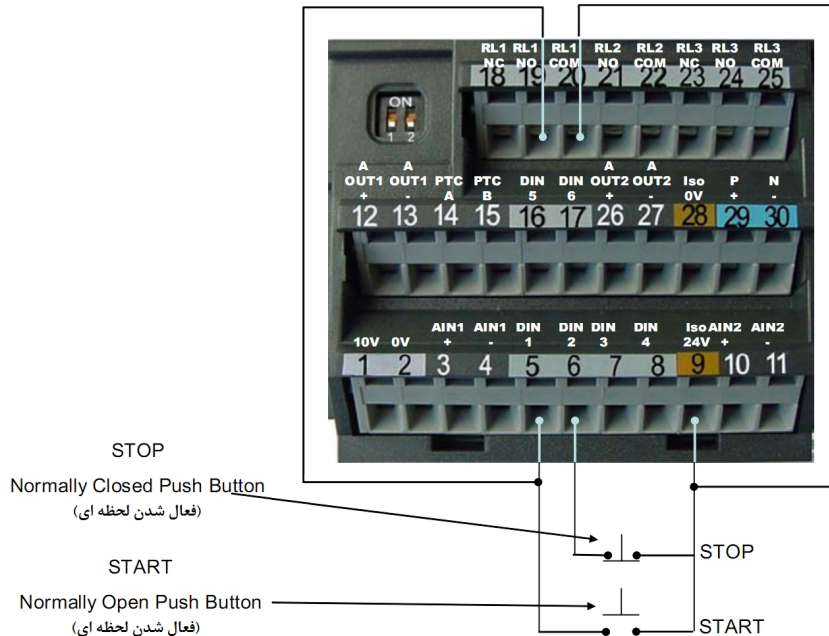 RL1 RL1 RL1 RL2 RL2 RL3 RL3 RL3
NC NO COM NO COM NC NO COM
18 19 20 21 22 23 24 25
ON
1 2
A A A A
OUT1 OUT1 PTC PTC DIN DIN OUT2 OUT2 Iso P N
+ - A B 5 6 + - 0V + -
12 13 14 15 16 17 26 27 28 29 30
AIN1 AIN1 DIN DIN DIN DIN Iso AIN2 AIN2
10V 0V + - 1 2 3 4 24V + -
1 2 3 4 5 6 7 8 9 10 11
STOP
Normally Closed Push Button
(فعال شدن لحظه ای)
STOP
START
Normally Open Push Button
(فعال شدن لحظه ای)
START